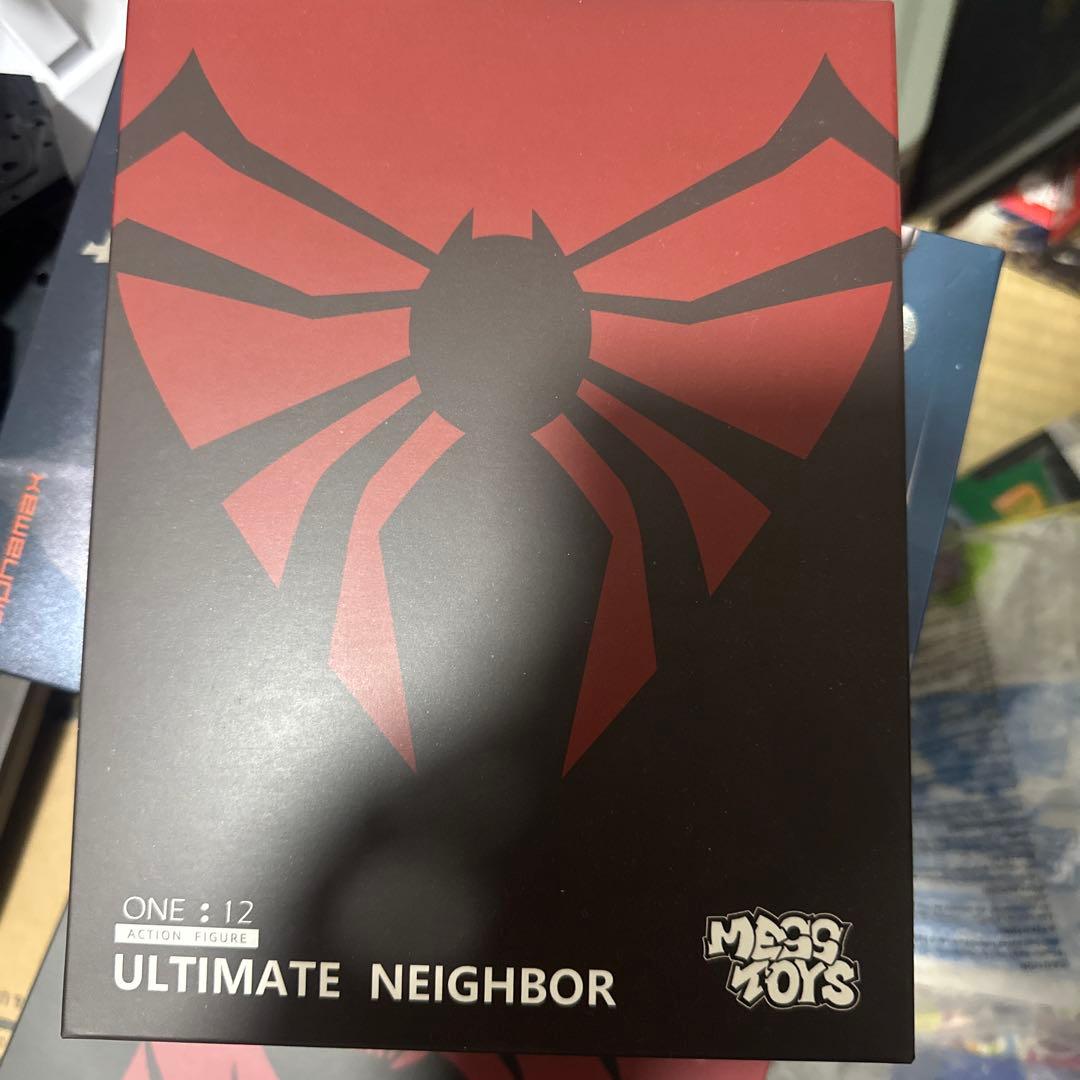 ONE : 12
ACTION FIGURE
ULTIMATE NEIGHBOR
MESS
TOYS